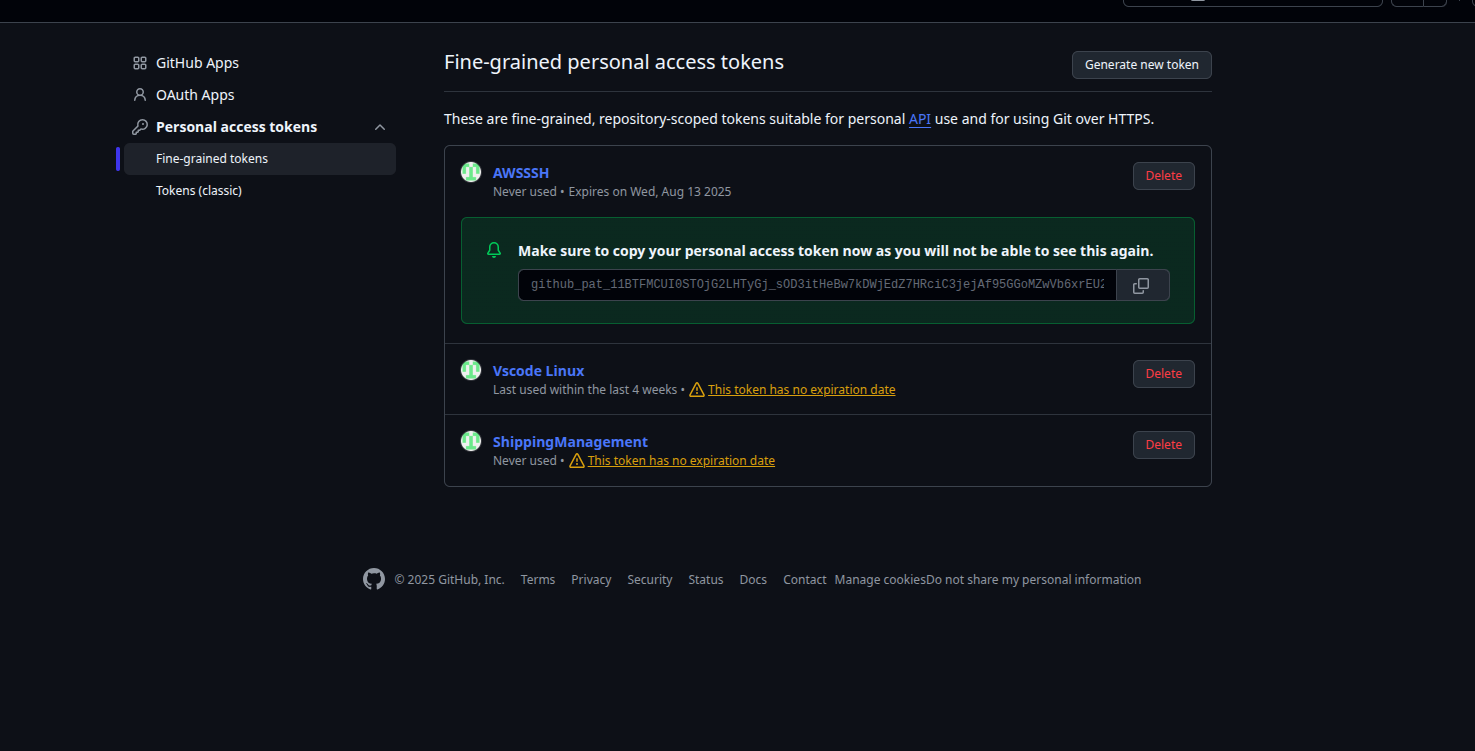 GitHub Apps
OAuth Apps
Personal access tokens
Fine-grained tokens
Tokens (classic)
Fine-grained personal access tokens
Generate new token
These are fine-grained, repository-scoped tokens suitable for personal API use and for using Git over HTTPS.
AWSSSH
Delete
Never used • Expires on Wed, Aug 13 2025
Make sure to copy your personal access token now as you will not be able to see this again.
github_pat_[access token redacted]
Vscode Linux
Delete
Last used within the last 4 weeks • This token has no expiration date
ShippingManagement
Delete
Never used • This token has no expiration date
© 2025 GitHub, Inc. Terms Privacy Security Status Docs Contact Manage cookies Do not share my personal information